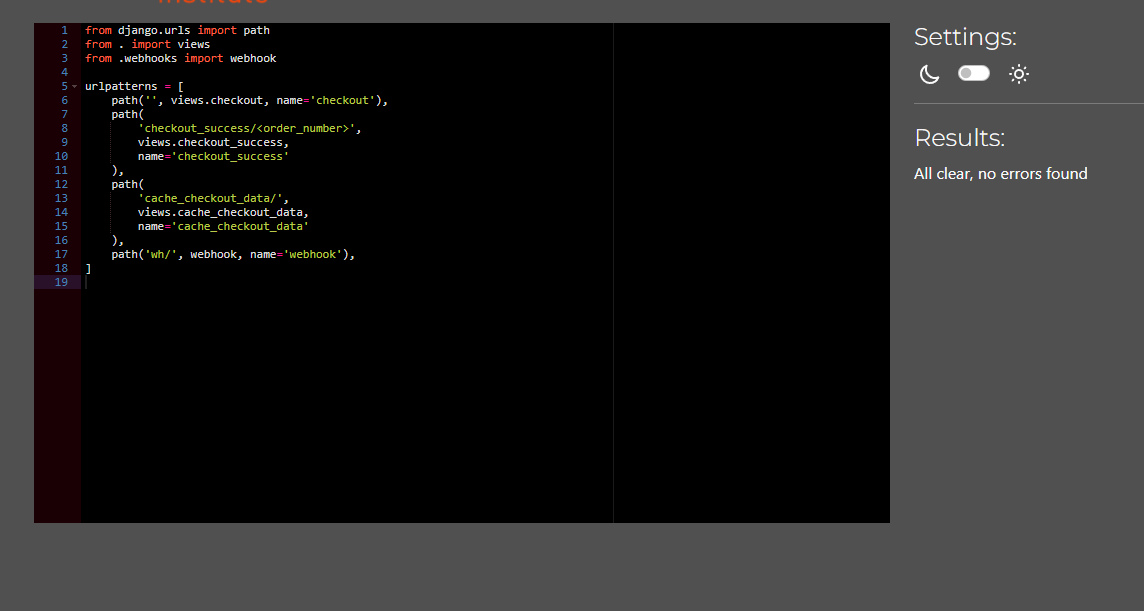 institute
1 from django.urls import path
2 from . import views
3 from .webhooks import webhook
4
5 urlpatterns = [
6     path('', views.checkout, name='checkout'),
7     path(
8         'checkout_success/<order_number>',
9         views.checkout_success,
10         name='checkout_success'
11     ),
12     path(
13         'cache_checkout_data/',
14         views.cache_checkout_data,
15         name='cache_checkout_data'
16     ),
17     path('wh/', webhook, name='webhook'),
18 ]
19
Settings:
Results:
All clear, no errors found